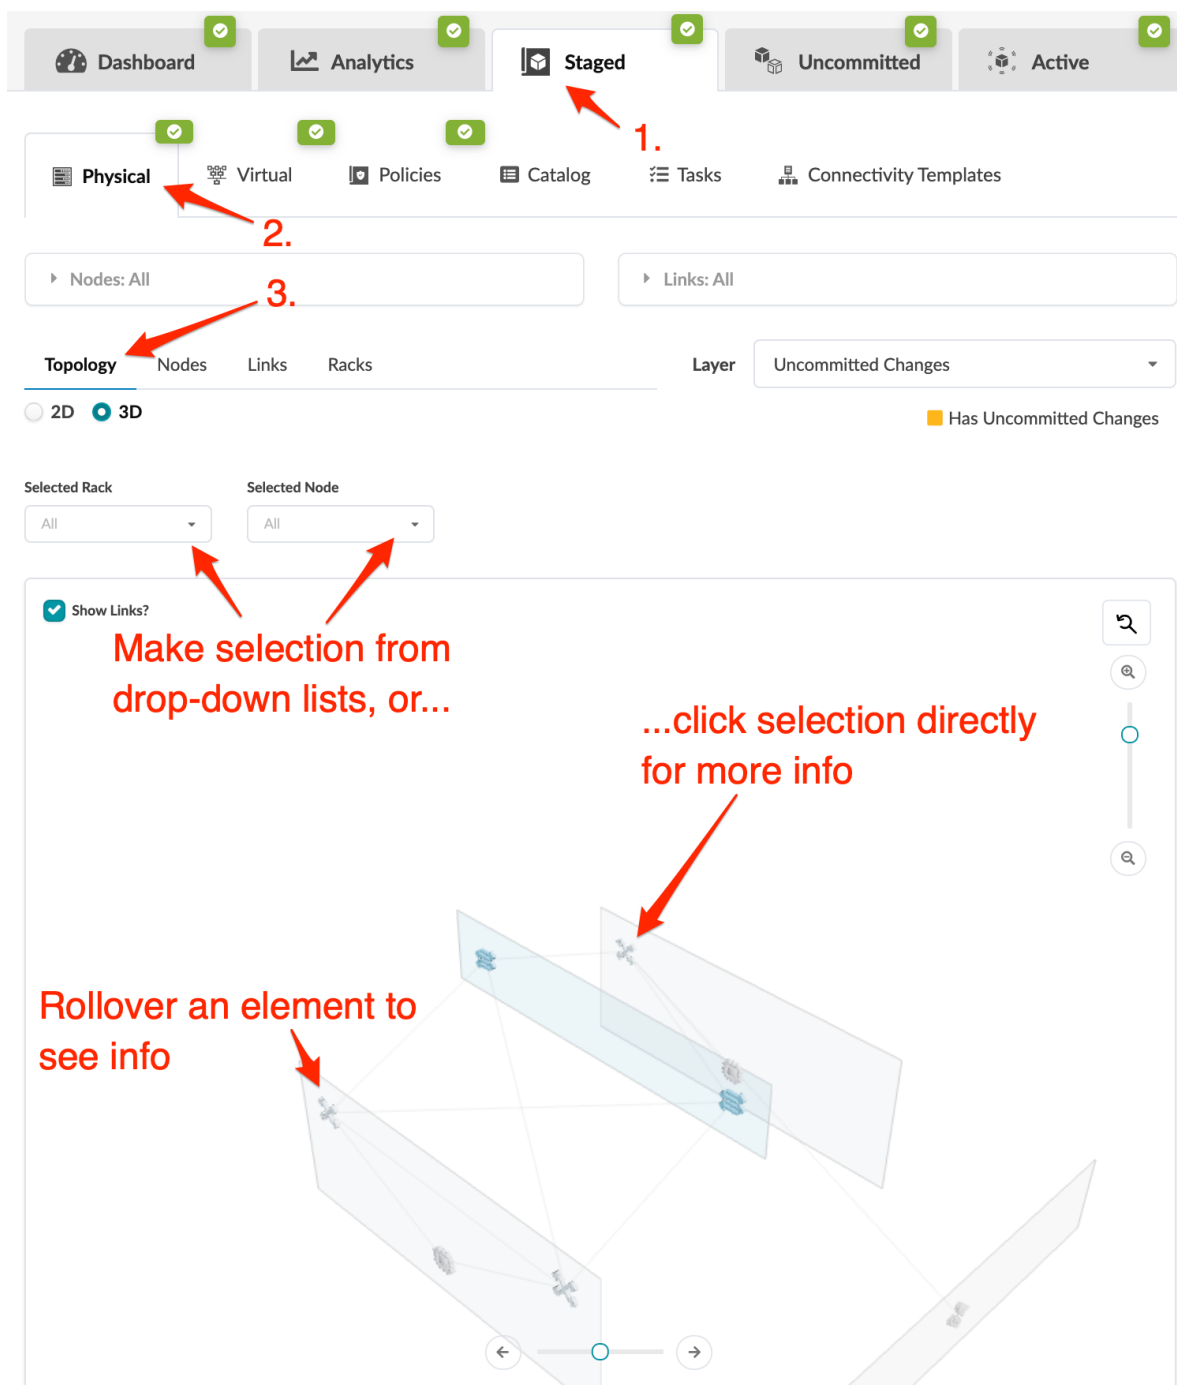 Dashboard
Analytics
Staged
Uncommitted
Active
1.
Physical
Virtual
Policies
Catalog
Tasks
Connectivity Templates
2.
Nodes: All
Links: All
3.
Topology
Nodes
Links
Racks
Layer
Uncommitted Changes
2D
3D
Has Uncommitted Changes
Selected Rack
Selected Node
All
All
Show Links?
Make selection from
drop-down lists, or...
...click selection directly
for more info
Rollover an element to
see info